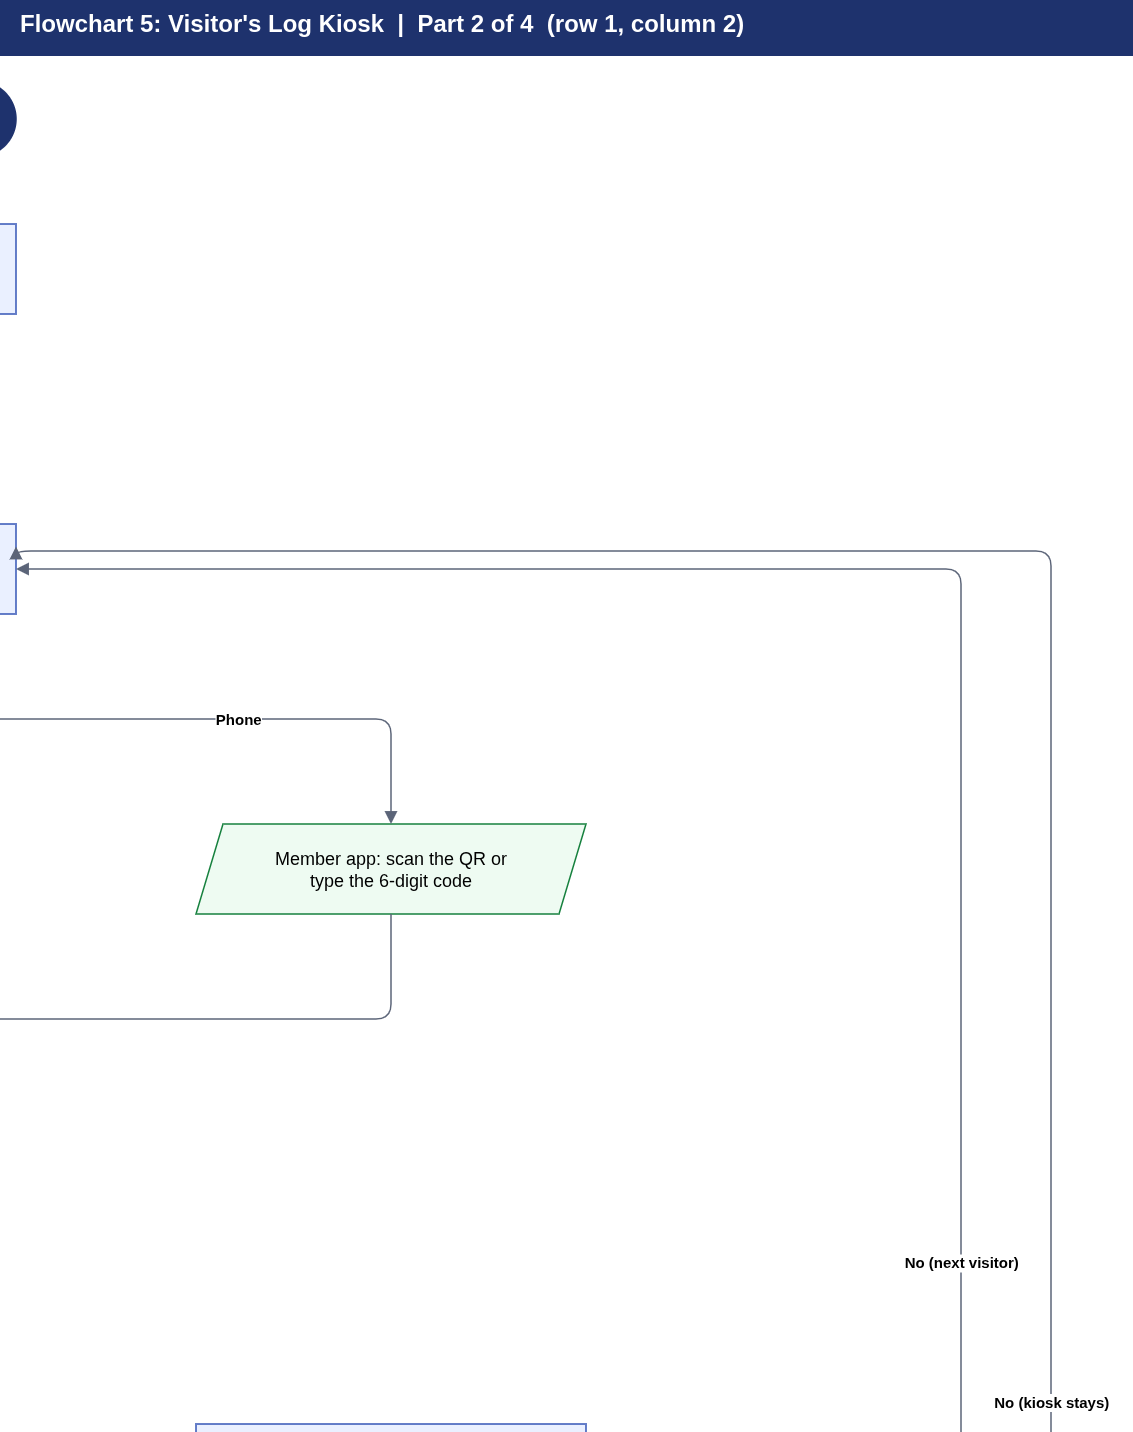 Flowchart 5: Visitor's Log Kiosk | Part 2 of 4 (row 1, column 2)
Phone
Member app: scan the QR or
type the 6-digit code
No (next visitor)
No (kiosk stays)